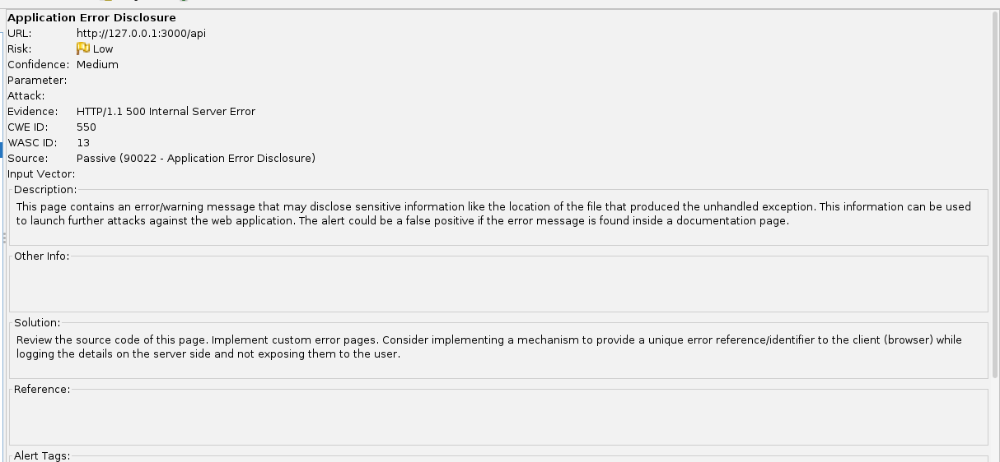 Application Error Disclosure
URL: http://127.0.0.1:3000/api
Risk: Low
Confidence: Medium
Parameter:
Attack:
Evidence: HTTP/1.1 500 Internal Server Error
CWE ID: 550
WASC ID: 13
Source: Passive (90022 - Application Error Disclosure)
Input Vector:
Description:
This page contains an error/warning message that may disclose sensitive information like the location of the file that produced the unhandled exception. This information can be used
to launch further attacks against the web application. The alert could be a false positive if the error message is found inside a documentation page.
Other Info:
Solution:
Review the source code of this page. Implement custom error pages. Consider implementing a mechanism to provide a unique error reference/identifier to the client (browser) while
logging the details on the server side and not exposing them to the user.
Reference:
Alert Tags: